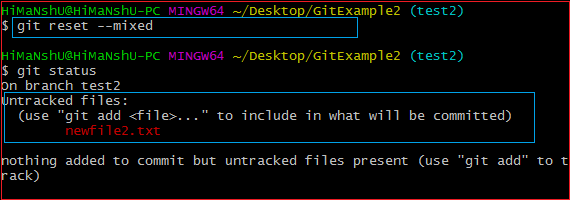 HiMaNshU@HiMaNshU-PC MINGW64 ~/Desktop/GitExample2 (test2)
$ git reset --mixed
HiMaNshU@HiMaNshU-PC MINGW64 ~/Desktop/GitExample2 (test2)
$ git status
On branch test2
Untracked files:
(use "git add <file>..." to include in what will be committed)
newfile2.txt
nothing added to commit but untracked files present (use "git add" to t
rack)